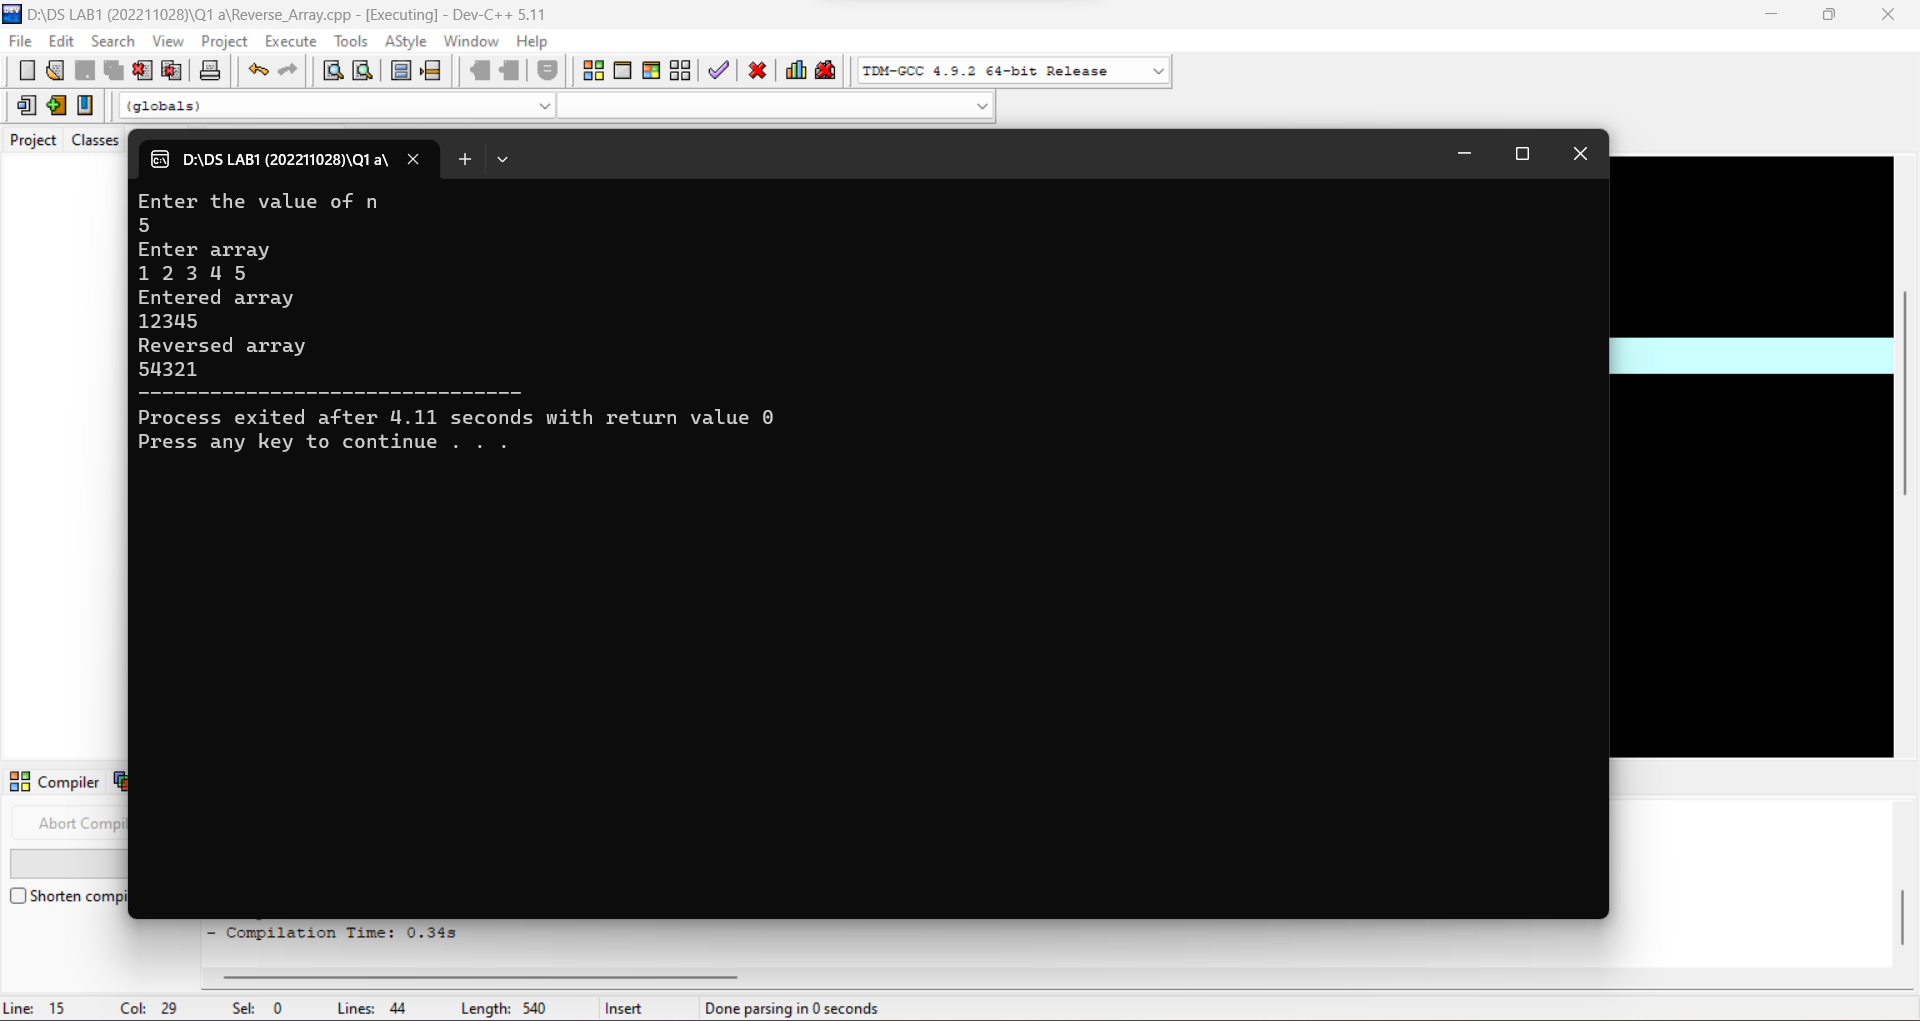 D:\DS LAB1 (202211028)\Q1 a\Reverse_Array.cpp - [Executing] - Dev-C++ 5.11
File Edit Search View Project Execute Tools AStyle Window Help
TDM-GCC 4.9.2 64-bit Release
(globals)
Project Classes
D:\DS LAB1 (202211028)\Q1 a\
Enter the value of n
5
Enter array
1 2 3 4 5
Entered array
12345
Reversed array
54321
--------------------------------
Process exited after 4.11 seconds with return value 0
Press any key to continue . . .
Compiler
Abort Compil
Shorten compi
- Compilation Time: 0.34s
Line: 15 Col: 29 Sel: 0 Lines: 44 Length: 540 Insert Done parsing in 0 seconds